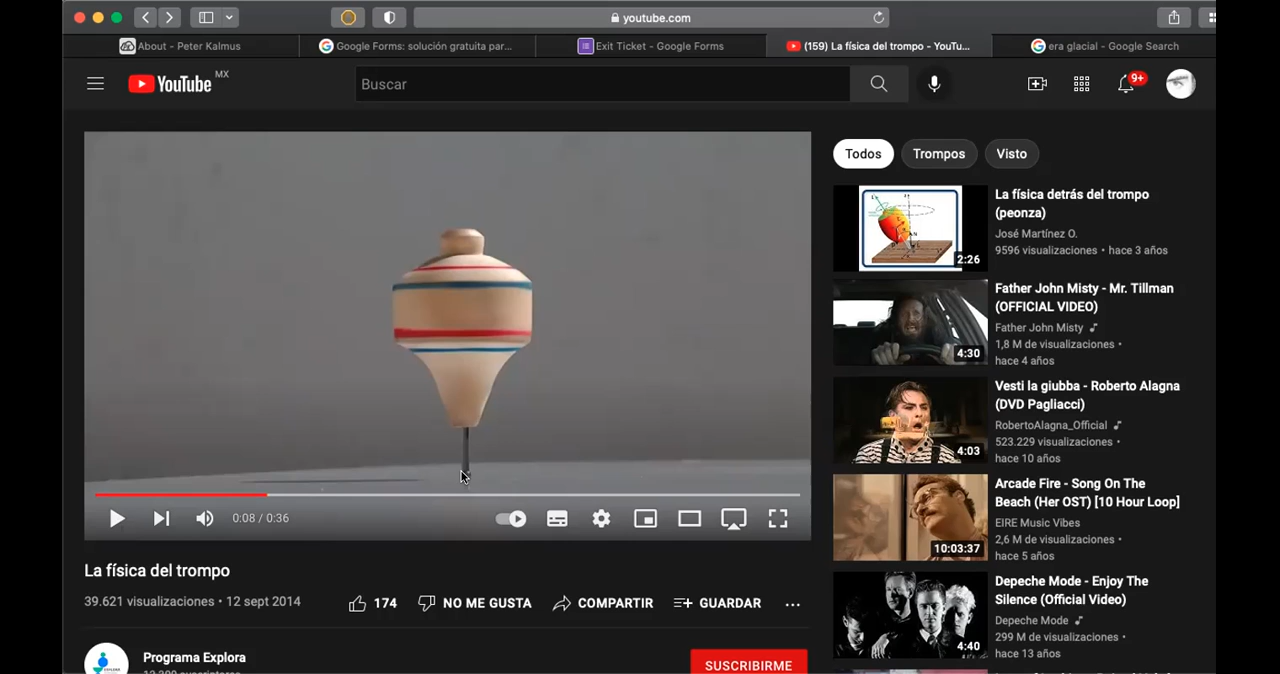 youtube.com
About - Peter Kalmus
Google Forms: solución gratuita par...
Exit Ticket - Google Forms
(159) La física del trompo - YouTu...
era glacial - Google Search
YouTube MX
Buscar
9+
Todos
Trompos
Visto
La física detrás del trompo
(peonza)
José Martínez O.
9596 visualizaciones • hace 3 años
2:26
Father John Misty - Mr. Tillman
(OFFICIAL VIDEO)
Father John Misty
1,8 M de visualizaciones •
hace 4 años
4:30
Vesti la giubba - Roberto Alagna
(DVD Pagliacci)
RobertoAlagna_Official
523.229 visualizaciones •
hace 10 años
4:03
Arcade Fire - Song On The
Beach (Her OST) [10 Hour Loop]
EIRE Music Vibes
2,6 M de visualizaciones •
hace 5 años
10:03:37
Depeche Mode - Enjoy The
Silence (Official Video)
Depeche Mode
299 M de visualizaciones •
hace 13 años
4:40
0:08 / 0:36
La física del trompo
39.621 visualizaciones • 12 sept 2014
174
NO ME GUSTA
COMPARTIR
GUARDAR
Programa Explora
SUSCRIBIRME